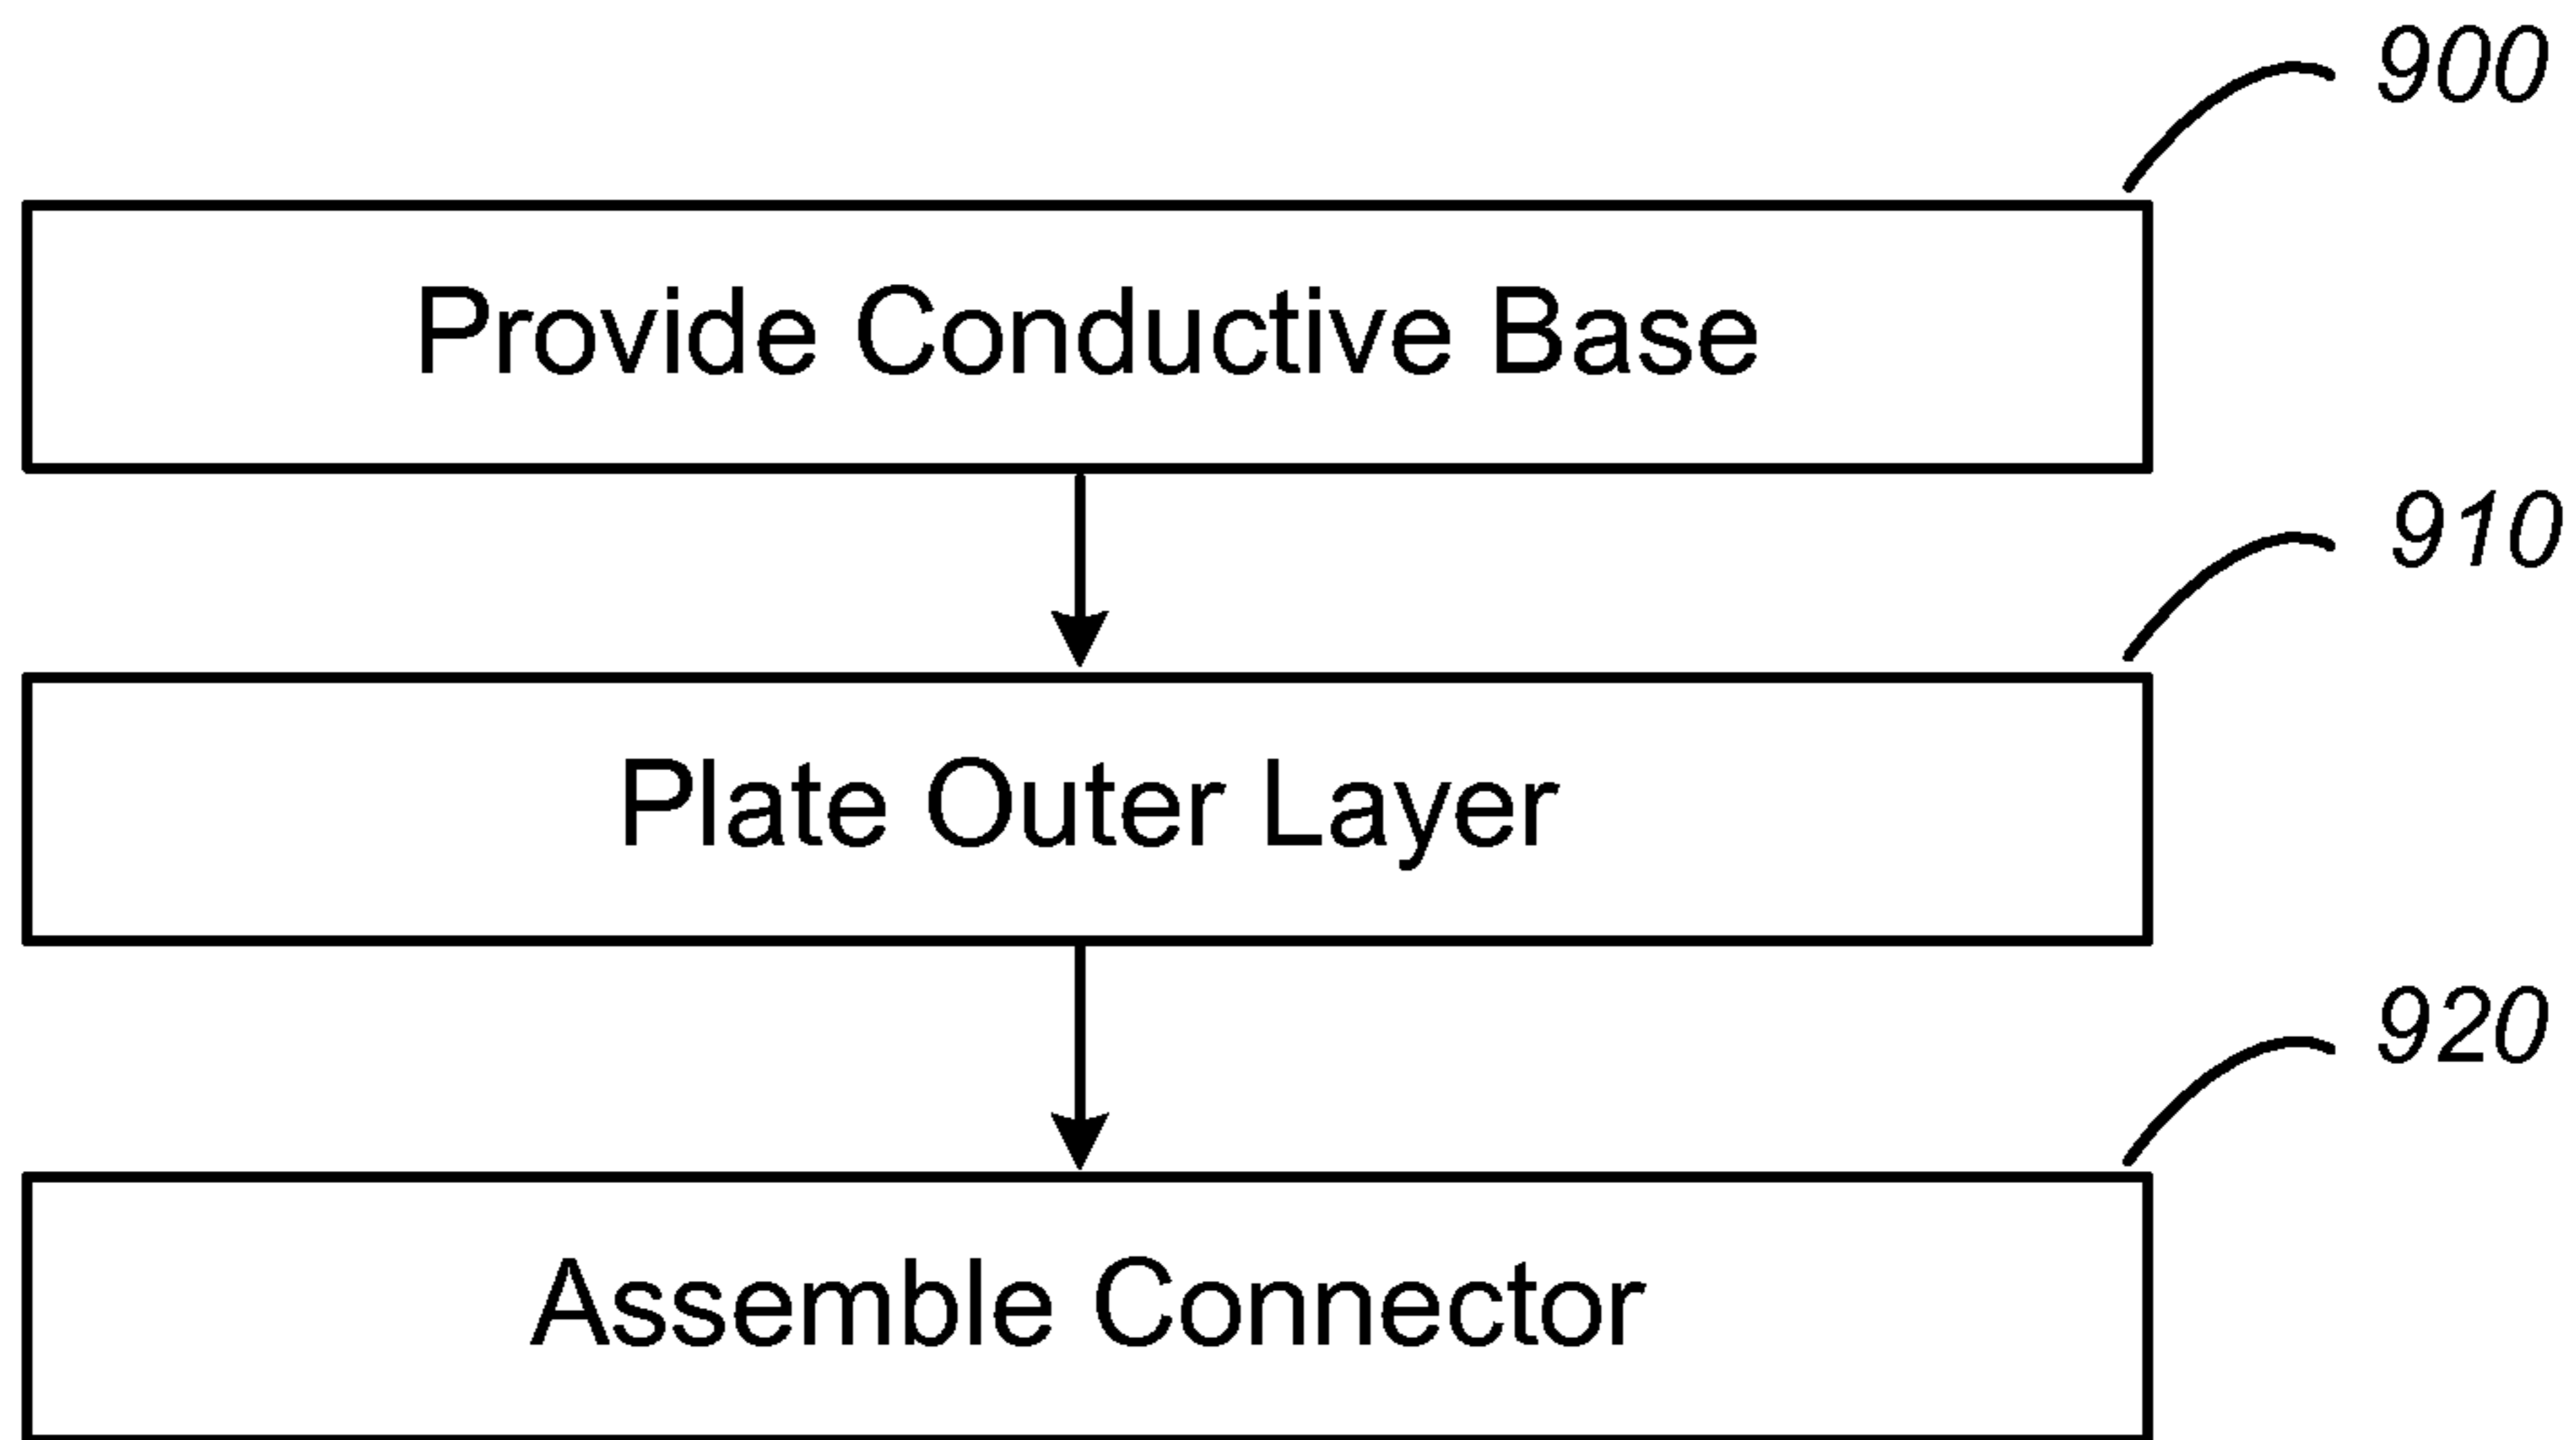 900
Provide Conductive Base
910
Plate Outer Layer
920
Assemble Connector